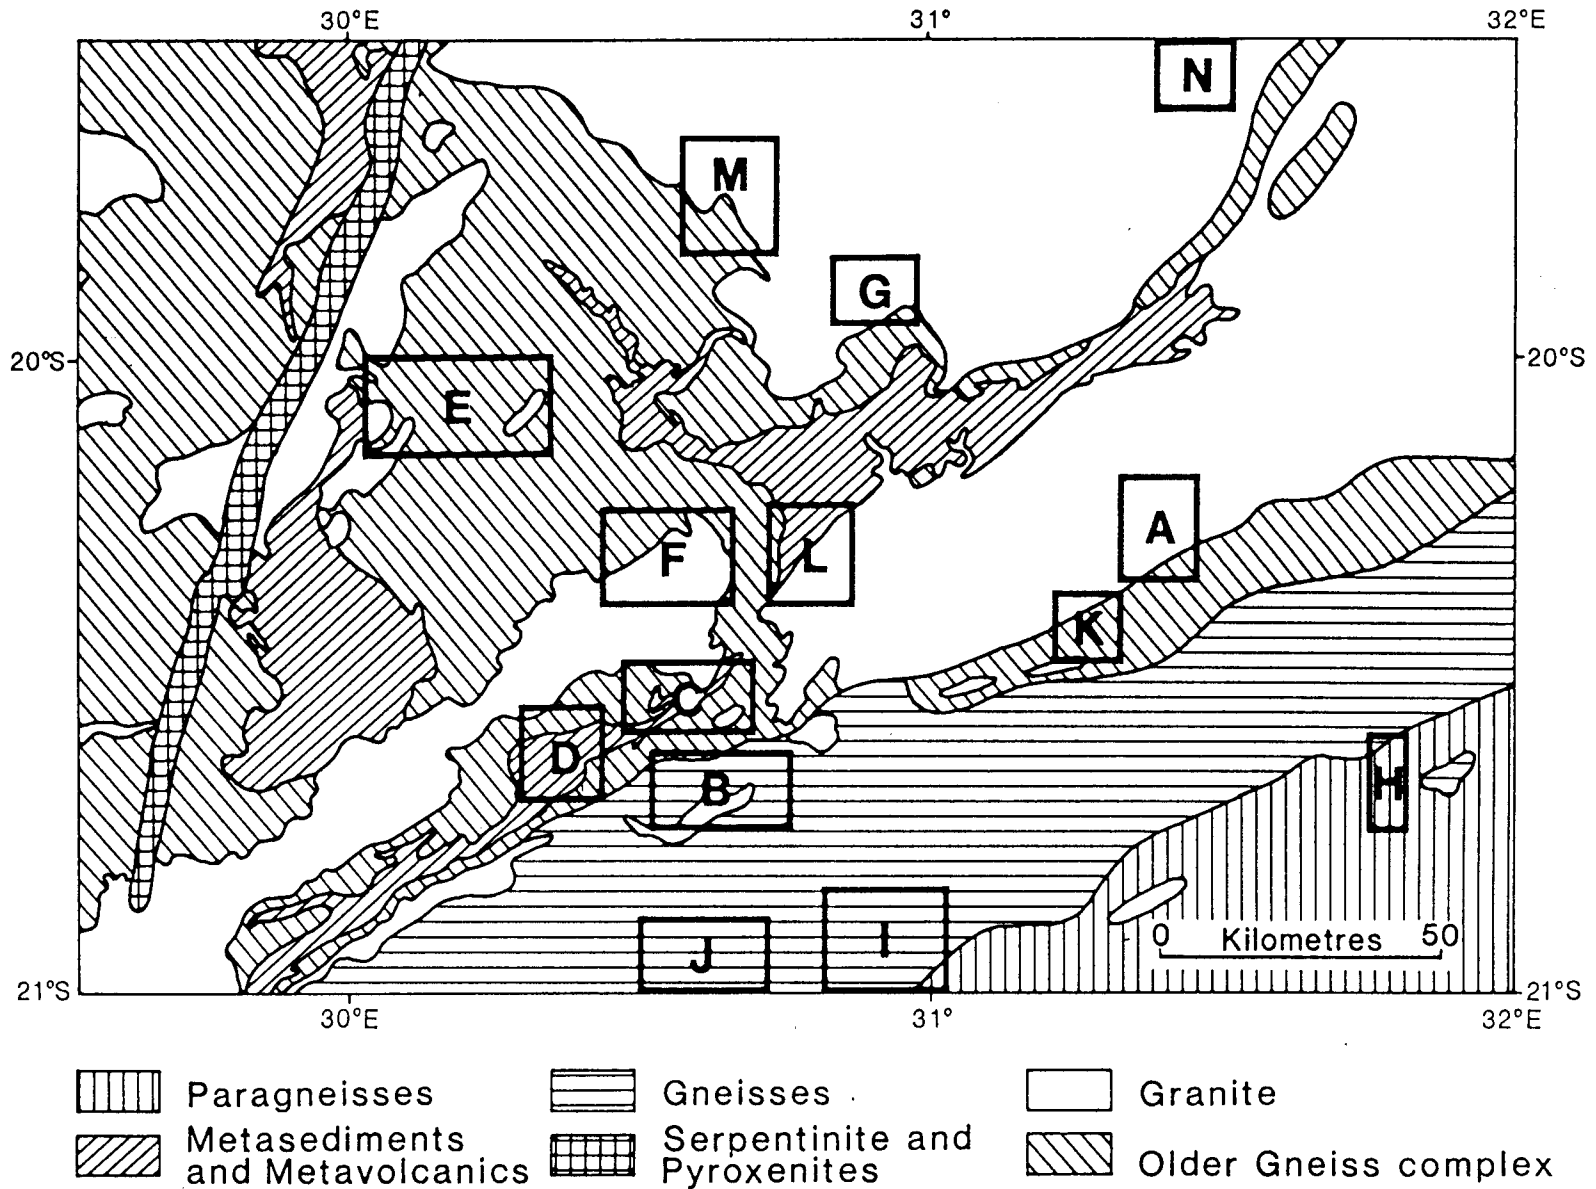 30°E 31° 32°E
N
M
G
20°S 20°S
E
A
F L
K
C
D
B H
0 Kilometres 50
J I
21°S 21°S
30°E 31° 32°E
Paragneisses Gneisses Granite
Metasediments and Metavolcanics
Serpentinite and Pyroxenites
Older Gneiss complex